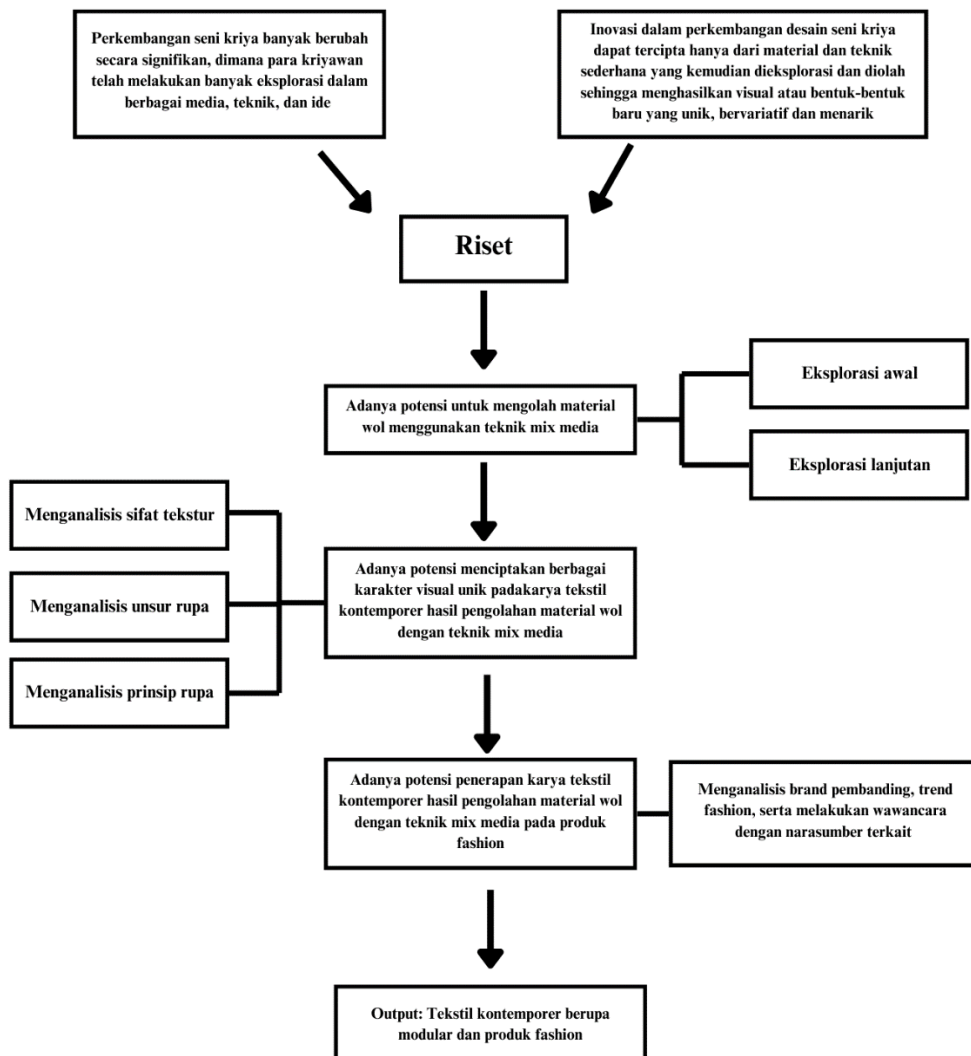 Perkembangan seni kriya banyak berubah
secara signifikan, dimana para kriyawan
telah melakukan banyak eksplorasi dalam
berbagai media, teknik, dan ide
Inovasi dalam perkembangan desain seni kriya
dapat tercipta hanya dari material dan teknik
sederhana yang kemudian dieksplorasi dan diolah
sehingga menghasilkan visual atau bentuk-bentuk
baru yang unik, bervariatif dan menarik
Riset
Adanya potensi untuk mengolah material
wol menggunakan teknik mix media
Eksplorasi awal
Eksplorasi lanjutan
Menganalisis sifat tekstur
Menganalisis unsur rupa
Menganalisis prinsip rupa
Adanya potensi menciptakan berbagai
karakter visual unik padakarya tekstil
kontemporer hasil pengolahan material wol
dengan teknik mix media
Adanya potensi penerapan karya tekstil
kontemporer hasil pengolahan material wol
dengan teknik mix media pada produk
fashion
Menganalisis brand pembanding, trend
fashion, serta melakukan wawancara
dengan narasumber terkait
Output: Tekstil kontemporer berupa
modular dan produk fashion